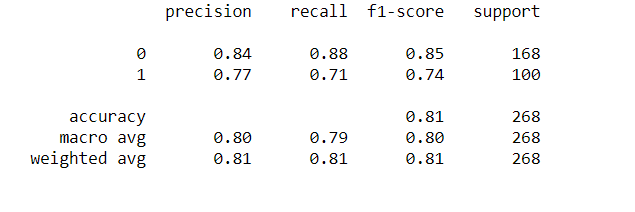 precision recall f1-score support
0 0.84 0.88 0.85 168
1 0.77 0.71 0.74 100
accuracy 0.81 268
macro avg 0.80 0.79 0.80 268
weighted avg 0.81 0.81 0.81 268